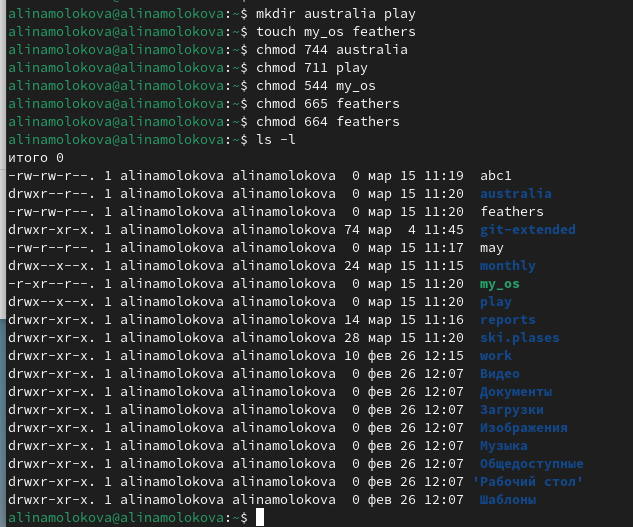 alinamolokova@alinamolokova:~$ mkdir australia play
alinamolokova@alinamolokova:~$ touch my_os feathers
alinamolokova@alinamolokova:~$ chmod 744 australia
alinamolokova@alinamolokova:~$ chmod 711 play
alinamolokova@alinamolokova:~$ chmod 544 my_os
alinamolokova@alinamolokova:~$ chmod 665 feathers
alinamolokova@alinamolokova:~$ chmod 664 feathers
alinamolokova@alinamolokova:~$ ls -l
итого 0
-rw-rw-r--. 1 alinamolokova alinamolokova  0 мар 15 11:19  abc1
drwxr--r--. 1 alinamolokova alinamolokova  0 мар 15 11:20  australia
-rw-rw-r--. 1 alinamolokova alinamolokova  0 мар 15 11:20  feathers
drwxr-xr-x. 1 alinamolokova alinamolokova 74 мар  4 11:45  git-extended
-rw-r--r--. 1 alinamolokova alinamolokova  0 мар 15 11:17  may
drwx--x--x. 1 alinamolokova alinamolokova 24 мар 15 11:15  monthly
-r-xr--r--. 1 alinamolokova alinamolokova  0 мар 15 11:20  my_os
drwx--x--x. 1 alinamolokova alinamolokova  0 мар 15 11:20  play
drwxr-xr-x. 1 alinamolokova alinamolokova 14 мар 15 11:16  reports
drwxr-xr-x. 1 alinamolokova alinamolokova 28 мар 15 11:20  ski.plases
drwxr-xr-x. 1 alinamolokova alinamolokova 10 фев 26 12:15  work
drwxr-xr-x. 1 alinamolokova alinamolokova  0 фев 26 12:07  Видео
drwxr-xr-x. 1 alinamolokova alinamolokova  0 фев 26 12:07  Документы
drwxr-xr-x. 1 alinamolokova alinamolokova  0 фев 26 12:07  Загрузки
drwxr-xr-x. 1 alinamolokova alinamolokova  0 фев 26 12:07  Изображения
drwxr-xr-x. 1 alinamolokova alinamolokova  0 фев 26 12:07  Музыка
drwxr-xr-x. 1 alinamolokova alinamolokova  0 фев 26 12:07  Общедоступные
drwxr-xr-x. 1 alinamolokova alinamolokova  0 фев 26 12:07 'Рабочий стол'
drwxr-xr-x. 1 alinamolokova alinamolokova  0 фев 26 12:07  Шаблоны
alinamolokova@alinamolokova:~$